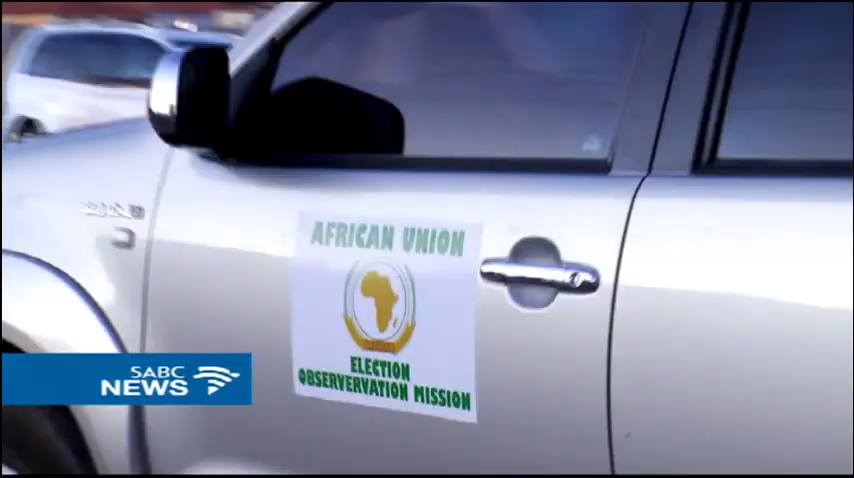 AFRICAN UNION
ELECTION
OBSERVERVATION MISSION
SABC
NEWS